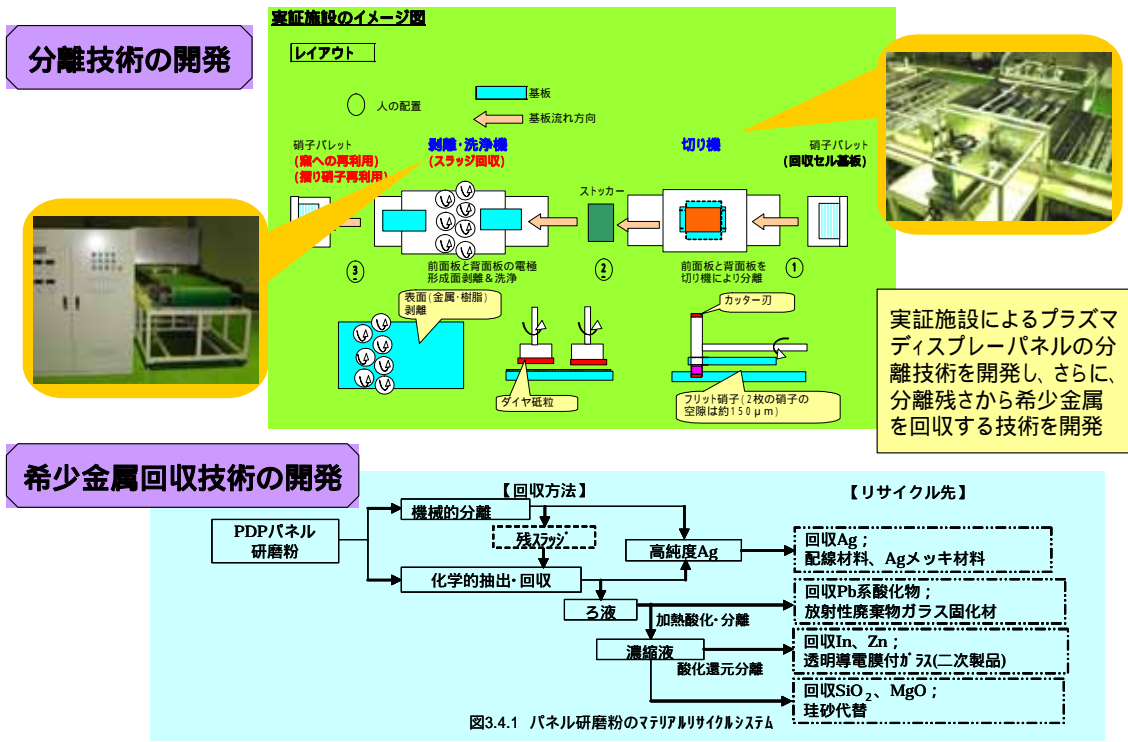 実証施設のイメージ図
分離技術の開発
レイアウト
人の配置
基板
基板流れ方向
硝子パレット
(窯への再利用)
(擂り硝子再利用)
剥離・洗浄機
(スラッジ回収)
切り機
硝子パレット
(回収セル基板)
ストッカー
3
前面板と背面板の電極
形成面剥離&洗浄
2
前面板と背面板を
切り機により分離
1
表面(金属・樹脂)
剥離
カッター刃
ダイヤ砥粒
フリット硝子(2枚の硝子の
空隙は約150μm)
実証施設によるプラズマ
ディスプレーパネルの分
離技術を開発し、さらに、
分離残さから希少金属
を回収する技術を開発
希少金属回収技術の開発
【回収方法】
【リサイクル先】
機械的分離
PDPパネル
研磨粉
残スラッジ
高純度Ag
回収Ag;
配線材料、Agメッキ材料
化学的抽出・回収
ろ液
加熱酸化・分離
回収Pb系酸化物;
放射性廃棄物ガラス固化材
濃縮液
酸化還元分離
回収In、Zn;
透明導電膜付ガラス(二次製品)
回収SiO₂、MgO;
珪砂代替
図3.4.1 パネル研磨粉のマテリアルリサイクルシステム